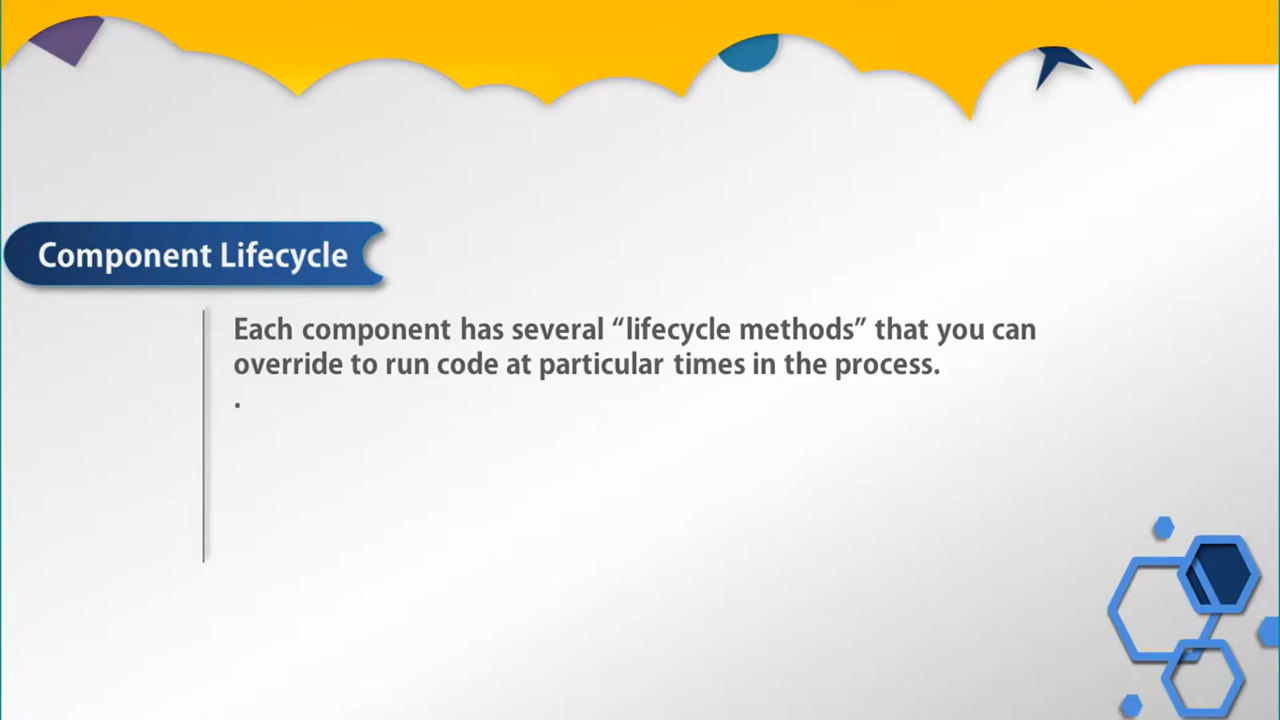 Component Lifecycle
Each component has several “lifecycle methods” that you can
override to run code at particular times in the process.
.